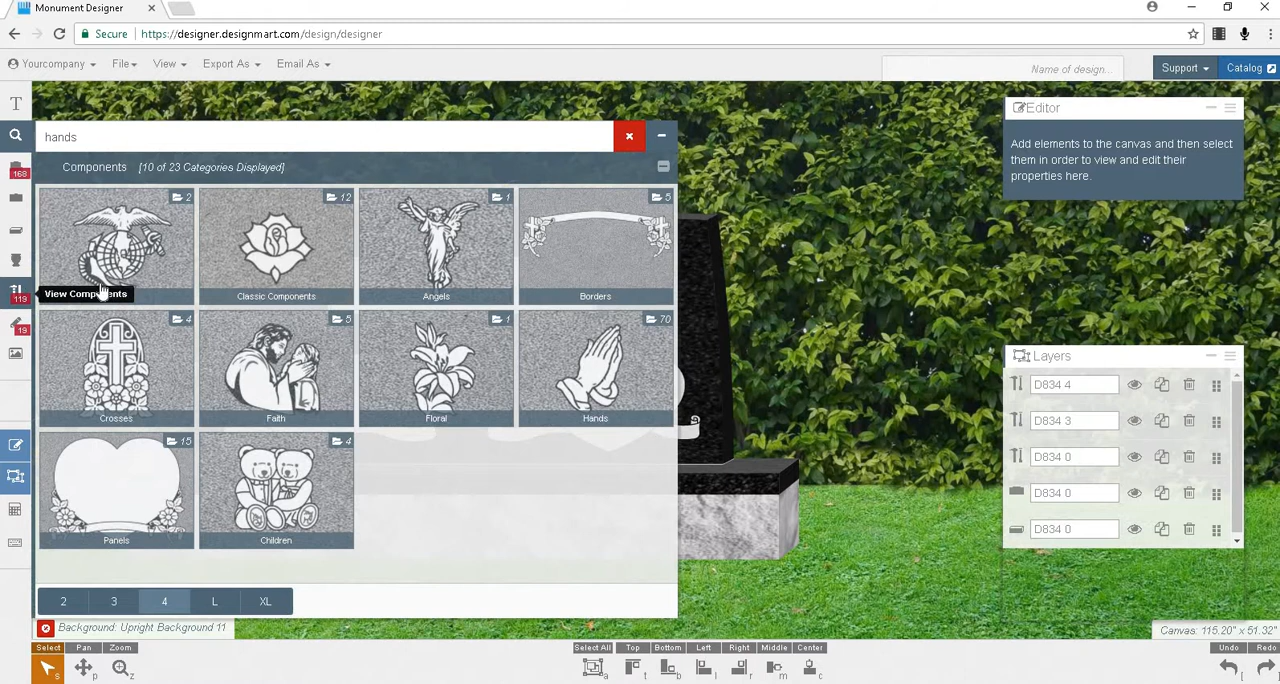 Monument Designer
Secure
https://designer.designmart.com/design/designer
Yourcompany File View Export As Email As
Name of design...
Support Catalog
T
168
119
19
hands
Components [10 of 23 Categories Displayed]
2 12 1 5
View Components
Classic Components Angels Borders
4 5 1 70
Crosses Faith Floral Hands
15 4
Panels Children
2 3 4 L XL
Background: Upright Background 11
Editor
Add elements to the canvas and then select
them in order to view and edit their
properties here.
Layers
D834 4
D834 3
D834 0
D834 0
D834 0
Canvas: 115.20" x 51.32"
Select Pan Zoom Select All Top Bottom Left Right Middle Center Undo Redo
s p z a t b l r m c [ ]